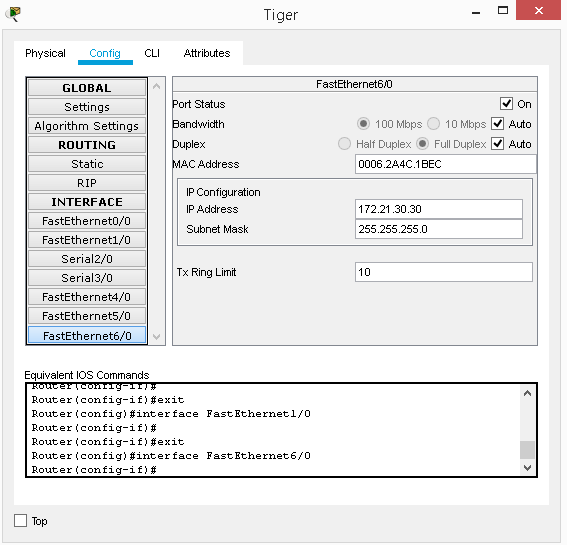 Tiger
Physical Config CLI Attributes
GLOBAL
Settings
Algorithm Settings
ROUTING
Static
RIP
INTERFACE
FastEthernet0/0
FastEthernet1/0
Serial2/0
Serial3/0
FastEthernet4/0
FastEthernet5/0
FastEthernet6/0
FastEthernet6/0
Port Status On
Bandwidth 100 Mbps 10 Mbps Auto
Duplex Half Duplex Full Duplex Auto
MAC Address 0006.2A4C.1BEC
IP Configuration
IP Address 172.21.30.30
Subnet Mask 255.255.255.0
Tx Ring Limit 10
Equivalent IOS Commands
Router(config-if)#
Router(config-if)#exit
Router(config)#interface FastEthernet1/0
Router(config-if)#
Router(config-if)#exit
Router(config)#interface FastEthernet6/0
Router(config-if)#
Top